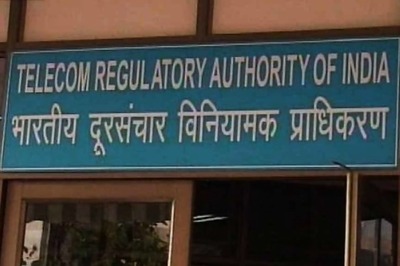 TELECOM REGULATORY AUTHORITY OF INDIA
भारतीय दूरसंचार विनियामक प्राधिकरण